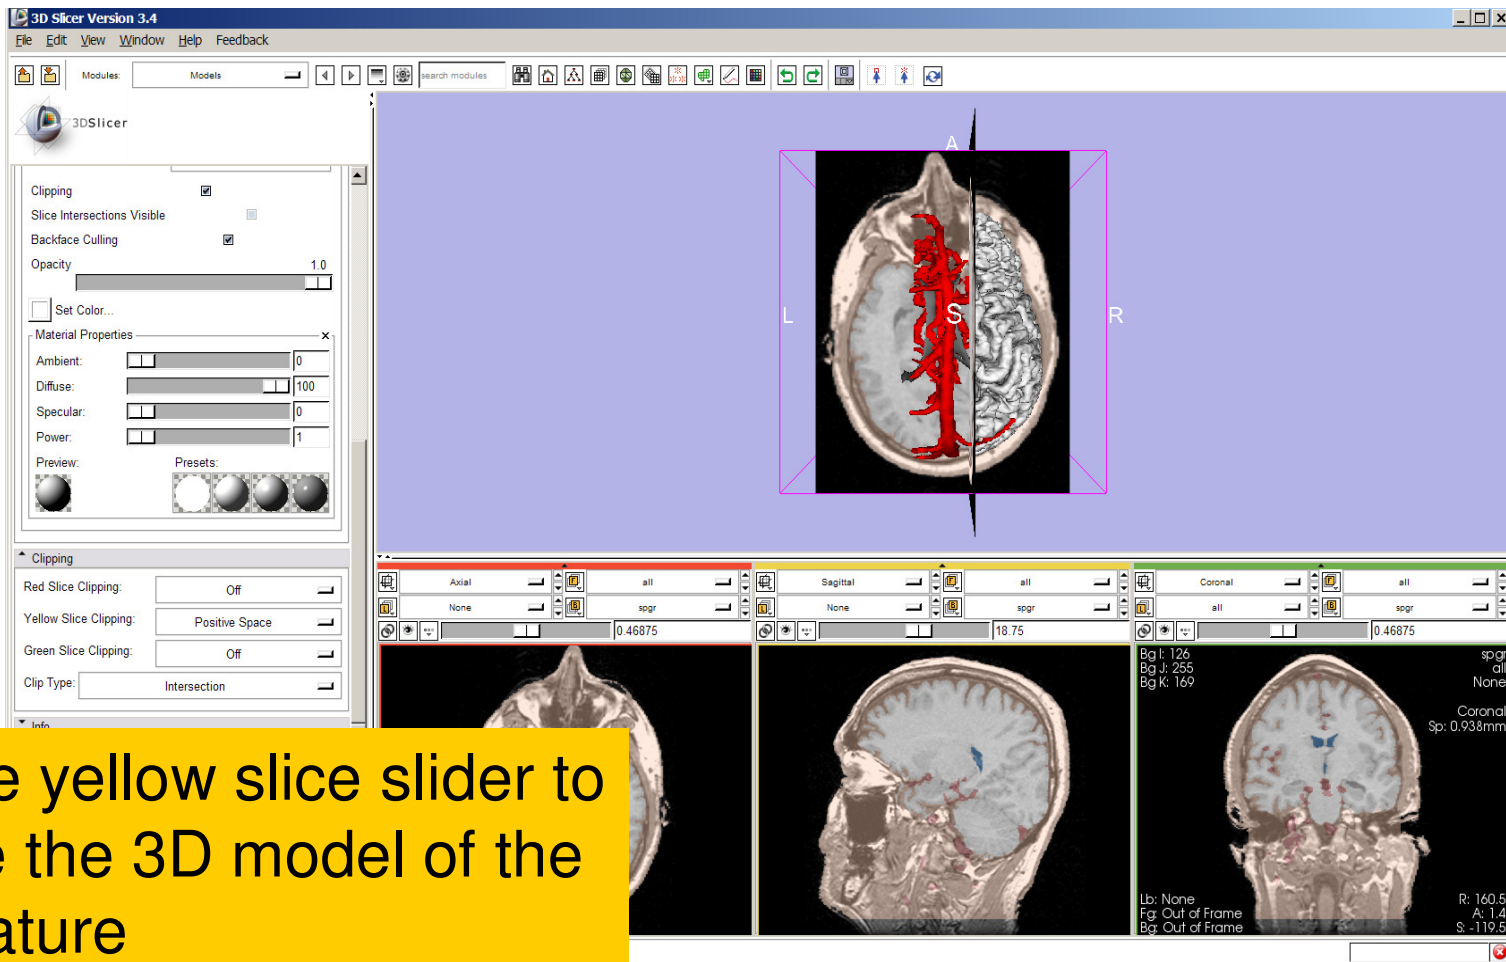 3D Slicer Version 3.4
File Edit View Window Help Feedback
Modules: Models search modules
3DSlicer
Clipping
Slice Intersections Visible
Backface Culling
Opacity 1.0
Set Color...
Material Properties x
Ambient: 0
Diffuse: 100
Specular: 0
Power: 1
Preview: Presets:
Clipping
Red Slice Clipping: Off
Yellow Slice Clipping: Positive Space
Green Slice Clipping: Off
Clip Type: Intersection
Info
A
L S R
Axial all
None spgr
0.46875
Sagittal all
None spgr
18.75
Coronal all
all spgr
0.46875
Bg I: 126
Bg J: 255
Bg K: 169
spgr
all
None
Coronal
Sp: 0.938mm
Lb: None
Fg: Out of Frame
Bg: Out of Frame
R: 160.5
A: 1.4
S: -119.5
e yellow slice slider to
e the 3D model of the
ature